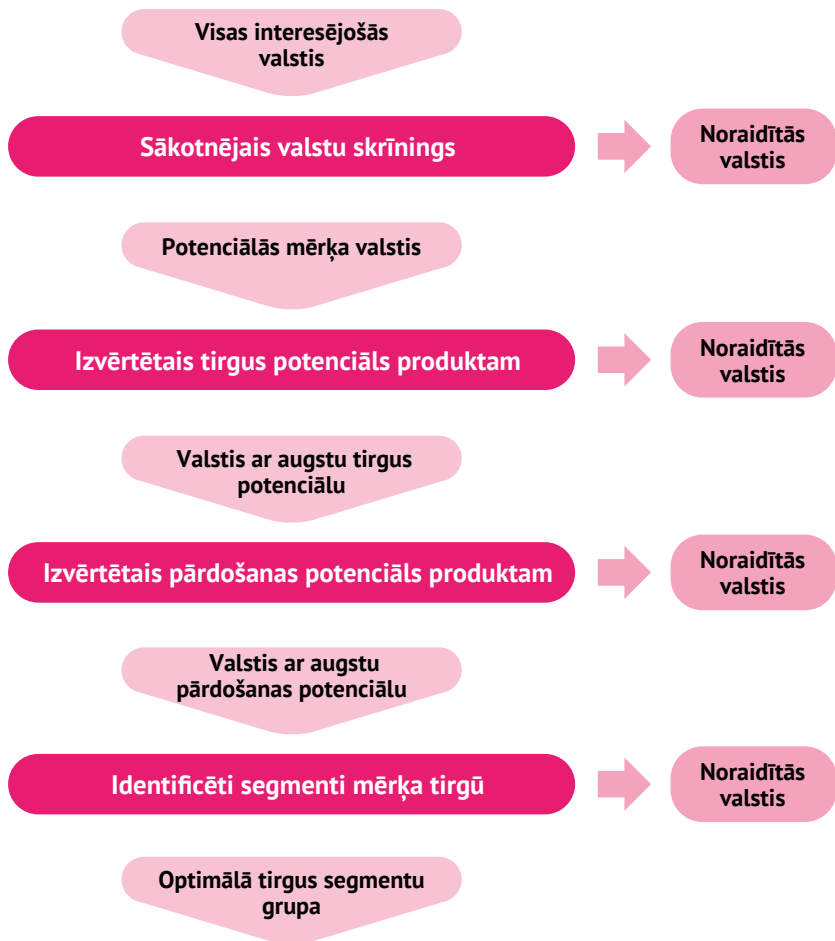 Visas interesējošās
valstis
Sākotnējais valstu skrīnings
Noraidītās
valstis
Potenciālās mērķa valstis
Izvērtētais tirgus potenciāls produktam
Noraidītās
valstis
Valstis ar augstu tirgus
potenciālu
Izvērtētais pārdošanas potenciāls produktam
Noraidītās
valstis
Valstis ar augstu
pārdošanas potenciālu
Identificēti segmenti mērķa tirgū
Noraidītās
valstis
Optimālā tirgus segmentu
grupa